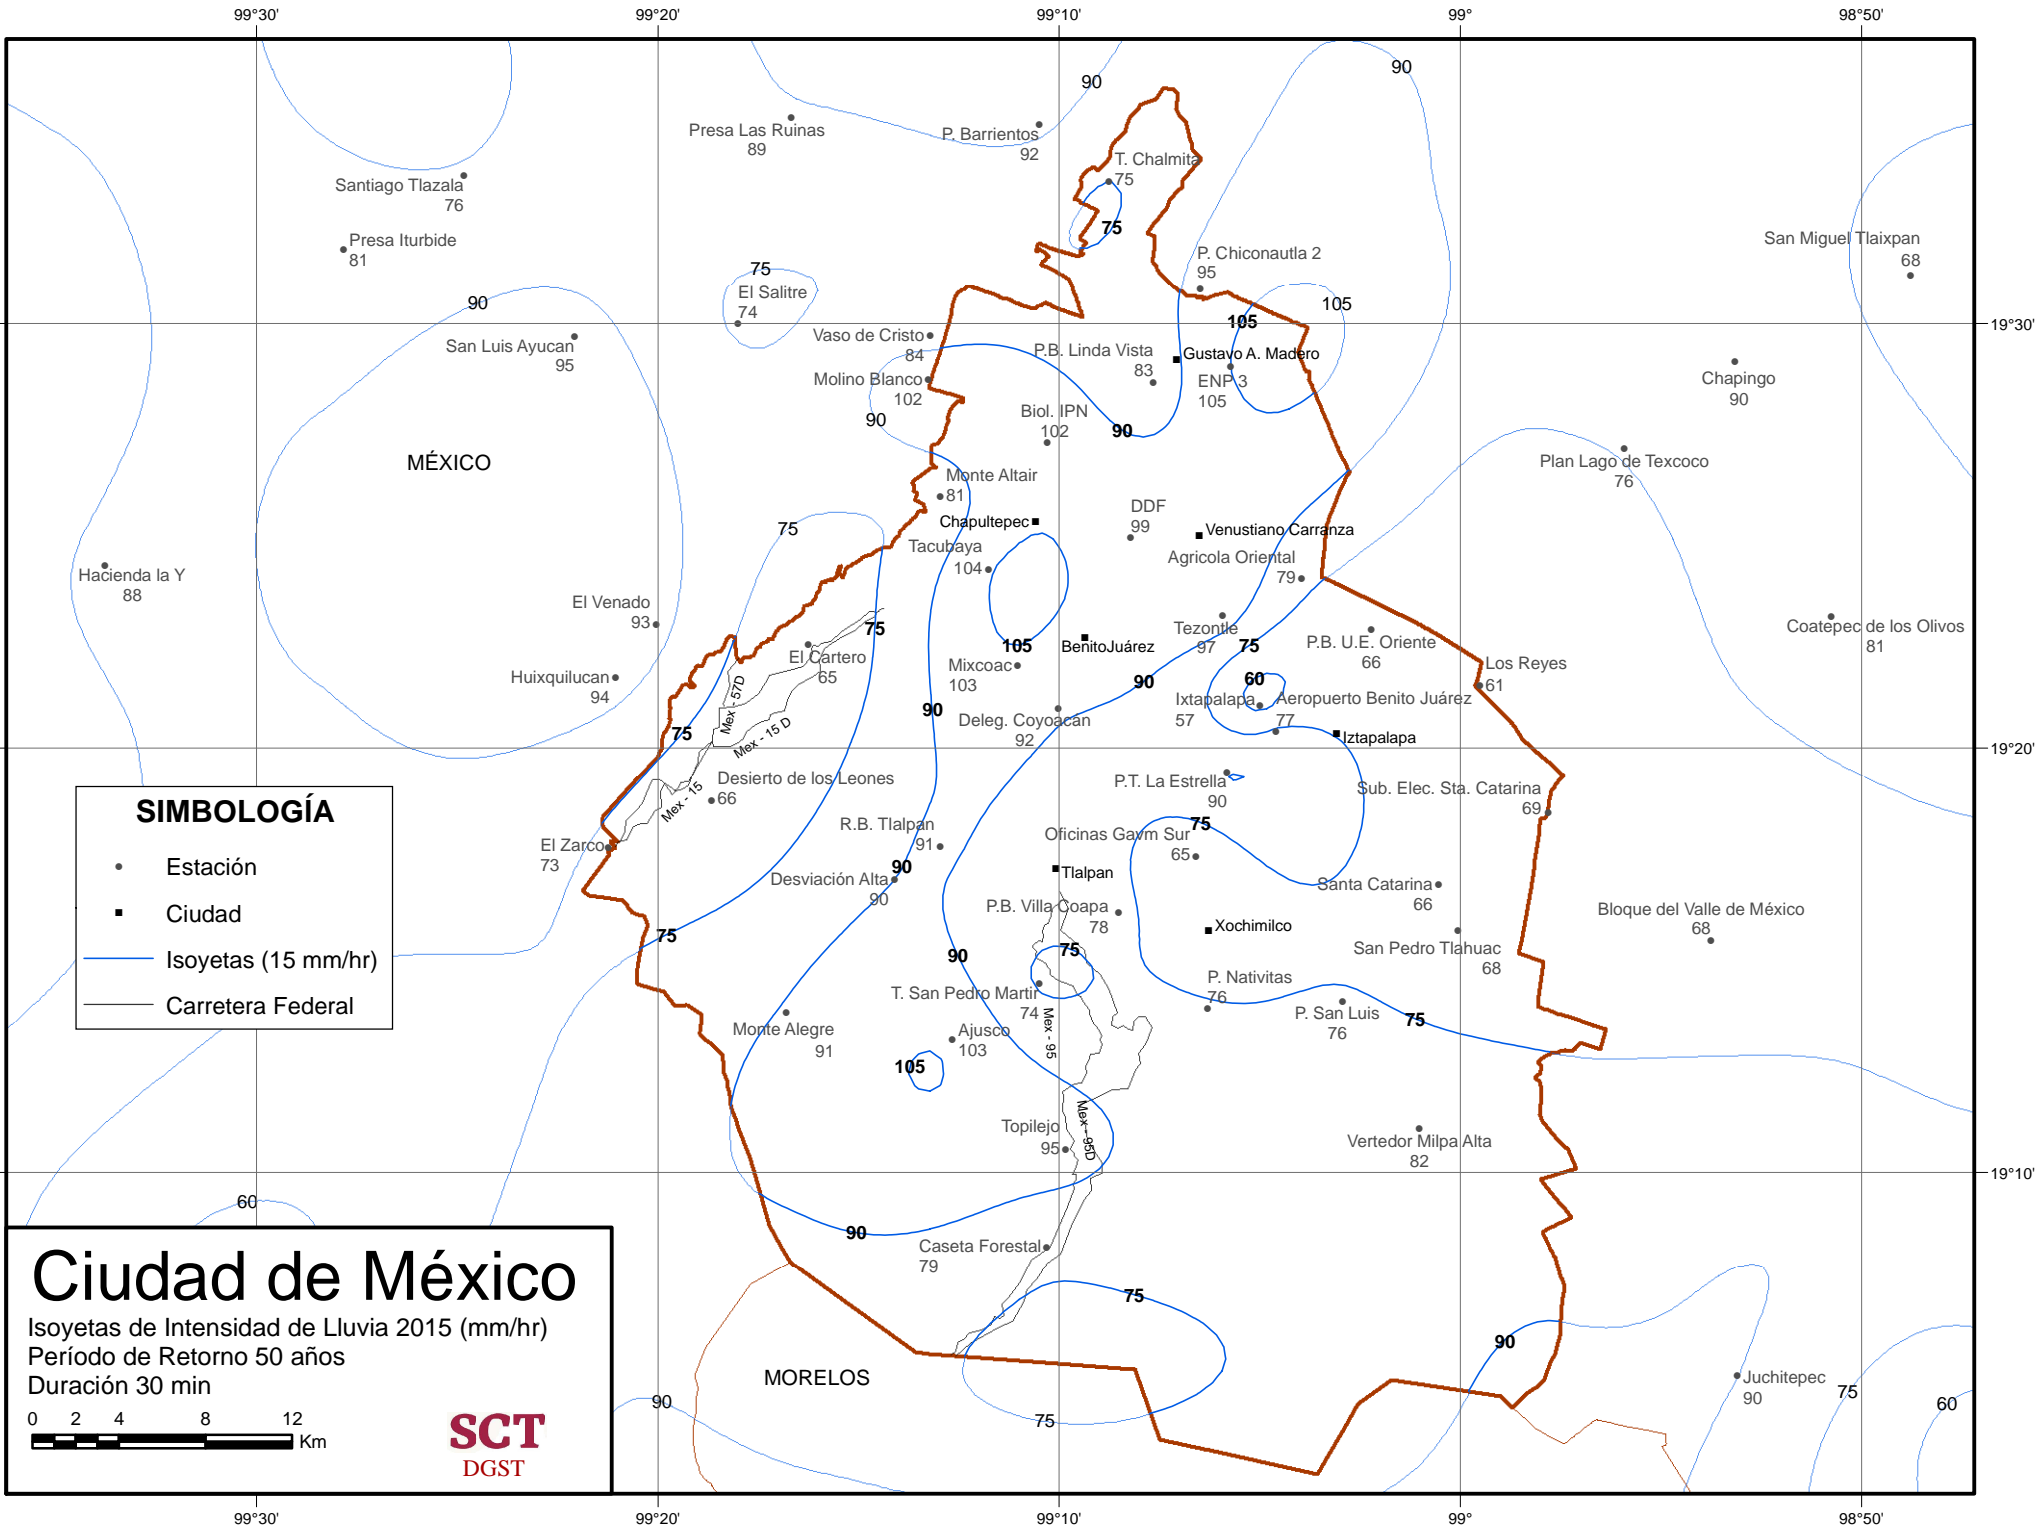 99°30'
99°20'
99°10'
99°
98°50'
90
90
Presa Las Ruinas
89
P. Barrientos
92
T. Chalmita
75
Santiago Tlazala
76
75
Presa Iturbide
81
San Miguel Tlaixpan
68
P. Chiconautla 2
95
75
El Salitre
74
90
105
105
19°30'
Vaso de Cristo
84
San Luis Ayucan
95
P.B. Linda Vista
83
Gustavo A. Madero
ENP 3
105
Molino Blanco
102
Chapingo
90
90
Biol. IPN
102
90
MÉXICO
Plan Lago de Texcoco
76
Monte Altair
81
Chapultepec
DDF
99
Venustiano Carranza
75
Tacubaya
104
Agricola Oriental
79
Hacienda la Y
88
El Venado
93
75
Tezontle
97
75
P.B. U.E. Oriente
66
Coatepec de los Olivos
81
105
BenitoJuárez
El Cartero
65
Mixcoac
103
Los Reyes
61
Huixquilucan
94
Mex - 57D
90
60
90
Ixtapalapa
57
Aeropuerto Benito Juárez
77
Deleg. Coyoacán
92
75
Mex - 15 D
Iztapalapa
19°20'
Desierto de los Leones
66
Mex - 15
P.T. La Estrella
90
Sub. Elec. Sta. Catarina
69
SIMBOLOGÍA
Estación
Ciudad
Isoyetas (15 mm/hr)
Carretera Federal
R.B. Tlalpan
91
75
Oficinas Gavm Sur
65
El Zarco
73
90
Tlalpan
Desviación Alta
90
Santa Catarina
66
P.B. Villa Coapa
78
Bloque del Valle de México
68
Xochimilco
75
75
90
San Pedro Tlahuac
68
T. San Pedro Martir
74
P. Nativitas
76
P. San Luis
76
75
Monte Alegre
91
Ajusco
103
Mex - 95
105
Mex - 95D
Topilejo
95
Vertedor Milpa Alta
82
19°10'
60
90
Caseta Forestal
79
75
90
MORELOS
Juchitepec
90
75
60
90
75
Ciudad de México
Isoyetas de Intensidad de Lluvia 2015 (mm/hr)
Período de Retorno 50 años
Duración 30 min
0 2 4 8 12
Km
SCT
DGST
99°30'
99°20'
99°10'
99°
98°50'